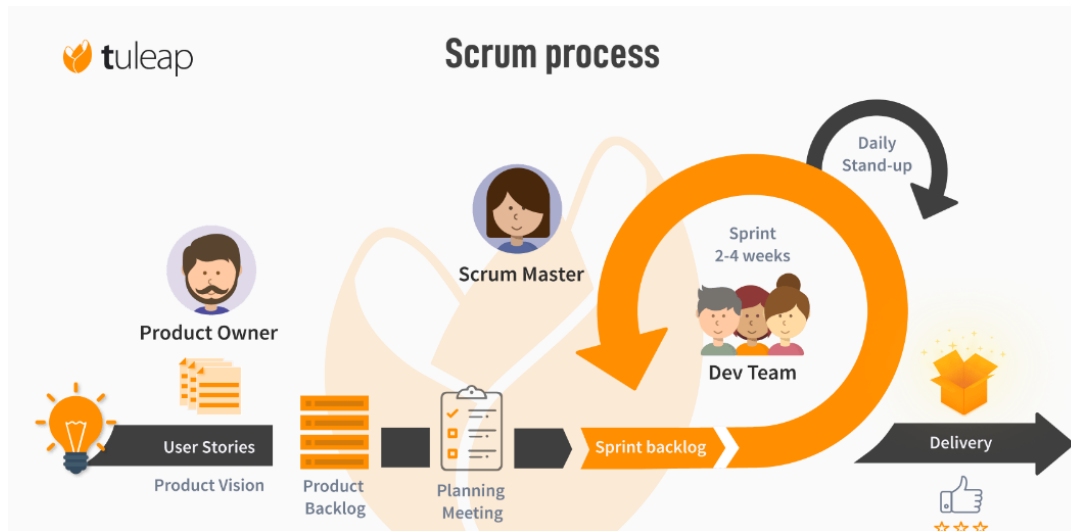 tuleap
Scrum process
Daily
Stand-up
Sprint
2-4 weeks
Scrum Master
Product Owner
Dev Team
User Stories
Sprint backlog
Delivery
Product Vision
Product
Backlog
Planning
Meeting